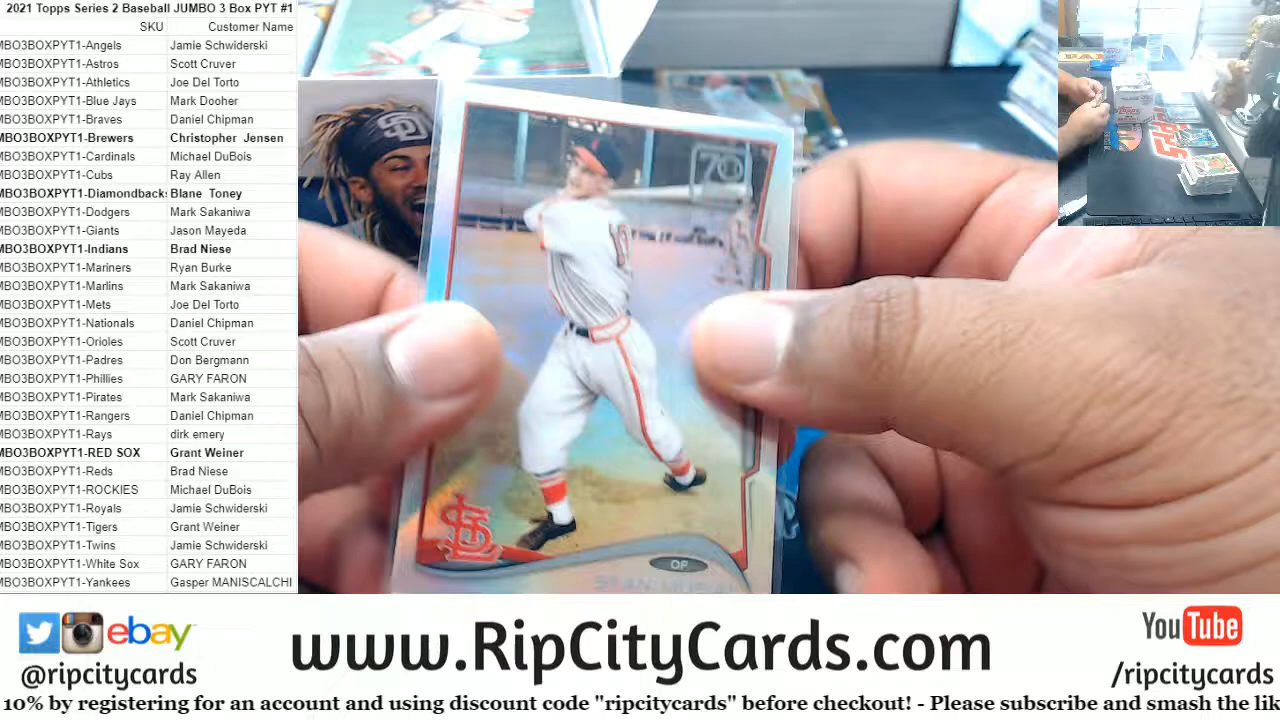 2021 Topps Series 2 Baseball JUMBO 3 Box PYT #1
SKU Customer Name
MBO3BOXPYT1-Angels Jamie Schwiderski
MBO3BOXPYT1-Astros Scott Cruver
MBO3BOXPYT1-Athletics Joe Del Torto
MBO3BOXPYT1-Blue Jays Mark Dooher
MBO3BOXPYT1-Braves Daniel Chipman
MBO3BOXPYT1-Brewers Christopher Jensen
MBO3BOXPYT1-Cardinals Michael DuBois
MBO3BOXPYT1-Cubs Ray Allen
MBO3BOXPYT1-Diamondbacks Blane Toney
MBO3BOXPYT1-Dodgers Mark Sakaniwa
MBO3BOXPYT1-Giants Jason Mayeda
MBO3BOXPYT1-Indians Brad Niese
MBO3BOXPYT1-Mariners Ryan Burke
MBO3BOXPYT1-Marlins Mark Sakaniwa
MBO3BOXPYT1-Mets Joe Del Torto
MBO3BOXPYT1-Nationals Daniel Chipman
MBO3BOXPYT1-Orioles Scott Cruver
MBO3BOXPYT1-Padres Don Bergmann
MBO3BOXPYT1-Phillies GARY FARON
MBO3BOXPYT1-Pirates Mark Sakaniwa
MBO3BOXPYT1-Rangers Daniel Chipman
MBO3BOXPYT1-Rays dirk emery
MBO3BOXPYT1-RED SOX Grant Weiner
MBO3BOXPYT1-Reds Brad Niese
MBO3BOXPYT1-ROCKIES Michael DuBois
MBO3BOXPYT1-Royals Jamie Schwiderski
MBO3BOXPYT1-Tigers Grant Weiner
MBO3BOXPYT1-Twins Jamie Schwiderski
MBO3BOXPYT1-White Sox GARY FARON
MBO3BOXPYT1-Yankees Gasper MANISCALCHI
SD
70
StL
OF
STAN MUSIAL
TOPPS
ebay
@ripcitycards
www.RipCityCards.com
YouTube
/ripcitycards
10% by registering for an account and using discount code "ripcitycards" before checkout! - Please subscribe and smash the lik